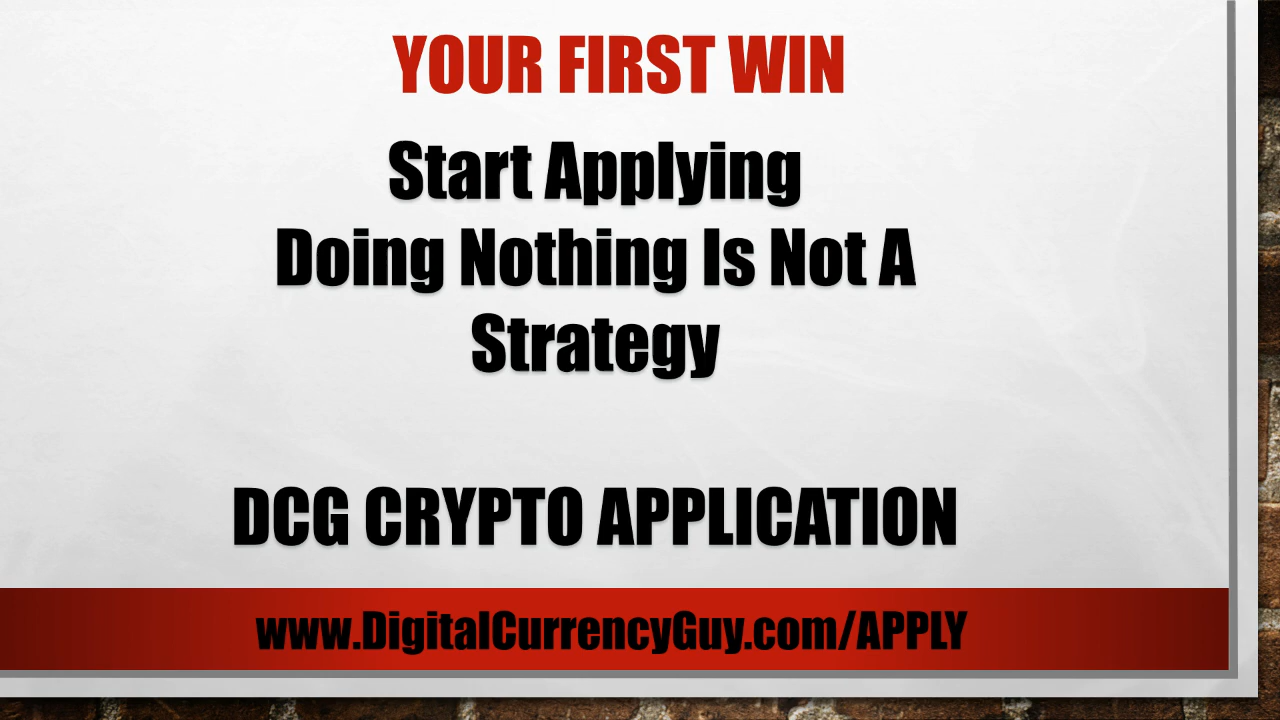 YOUR FIRST WIN
Start Applying
Doing Nothing Is Not A
Strategy
DCG CRYPTO APPLICATION
www.DigitalCurrencyGuy.com/APPLY